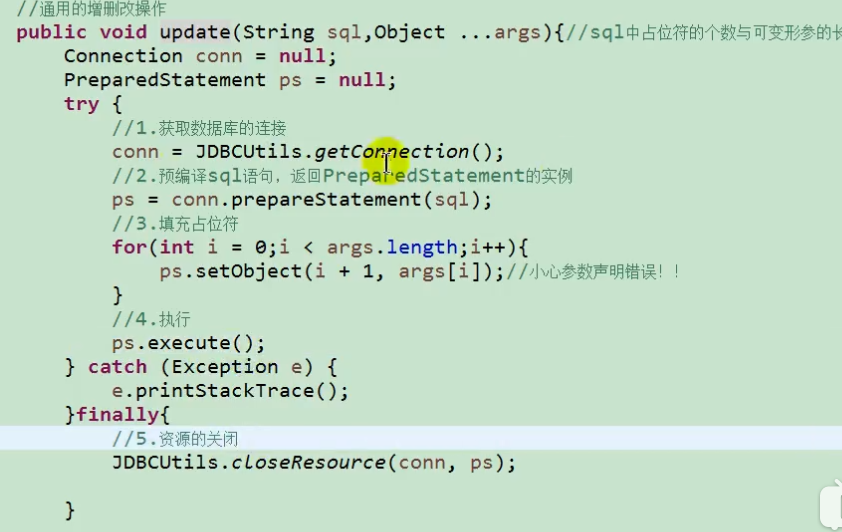 //通用的增删改操作
public void update(String sql,Object ...args){//sql中占位符的个数与可变形参的长
    Connection conn = null;
    PreparedStatement ps = null;
    try {
        //1.获取数据库的连接
        conn = JDBCUtils.getConnection();
        //2.预编译sql语句，返回PreparedStatement的实例
        ps = conn.prepareStatement(sql);
        //3.填充占位符
        for(int i = 0;i < args.length;i++){
            ps.setObject(i + 1, args[i]);//小心参数声明错误！！
        }
        //4.执行
        ps.execute();
    } catch (Exception e) {
        e.printStackTrace();
    }finally{
        //5.资源的关闭
        JDBCUtils.closeResource(conn, ps);
    }